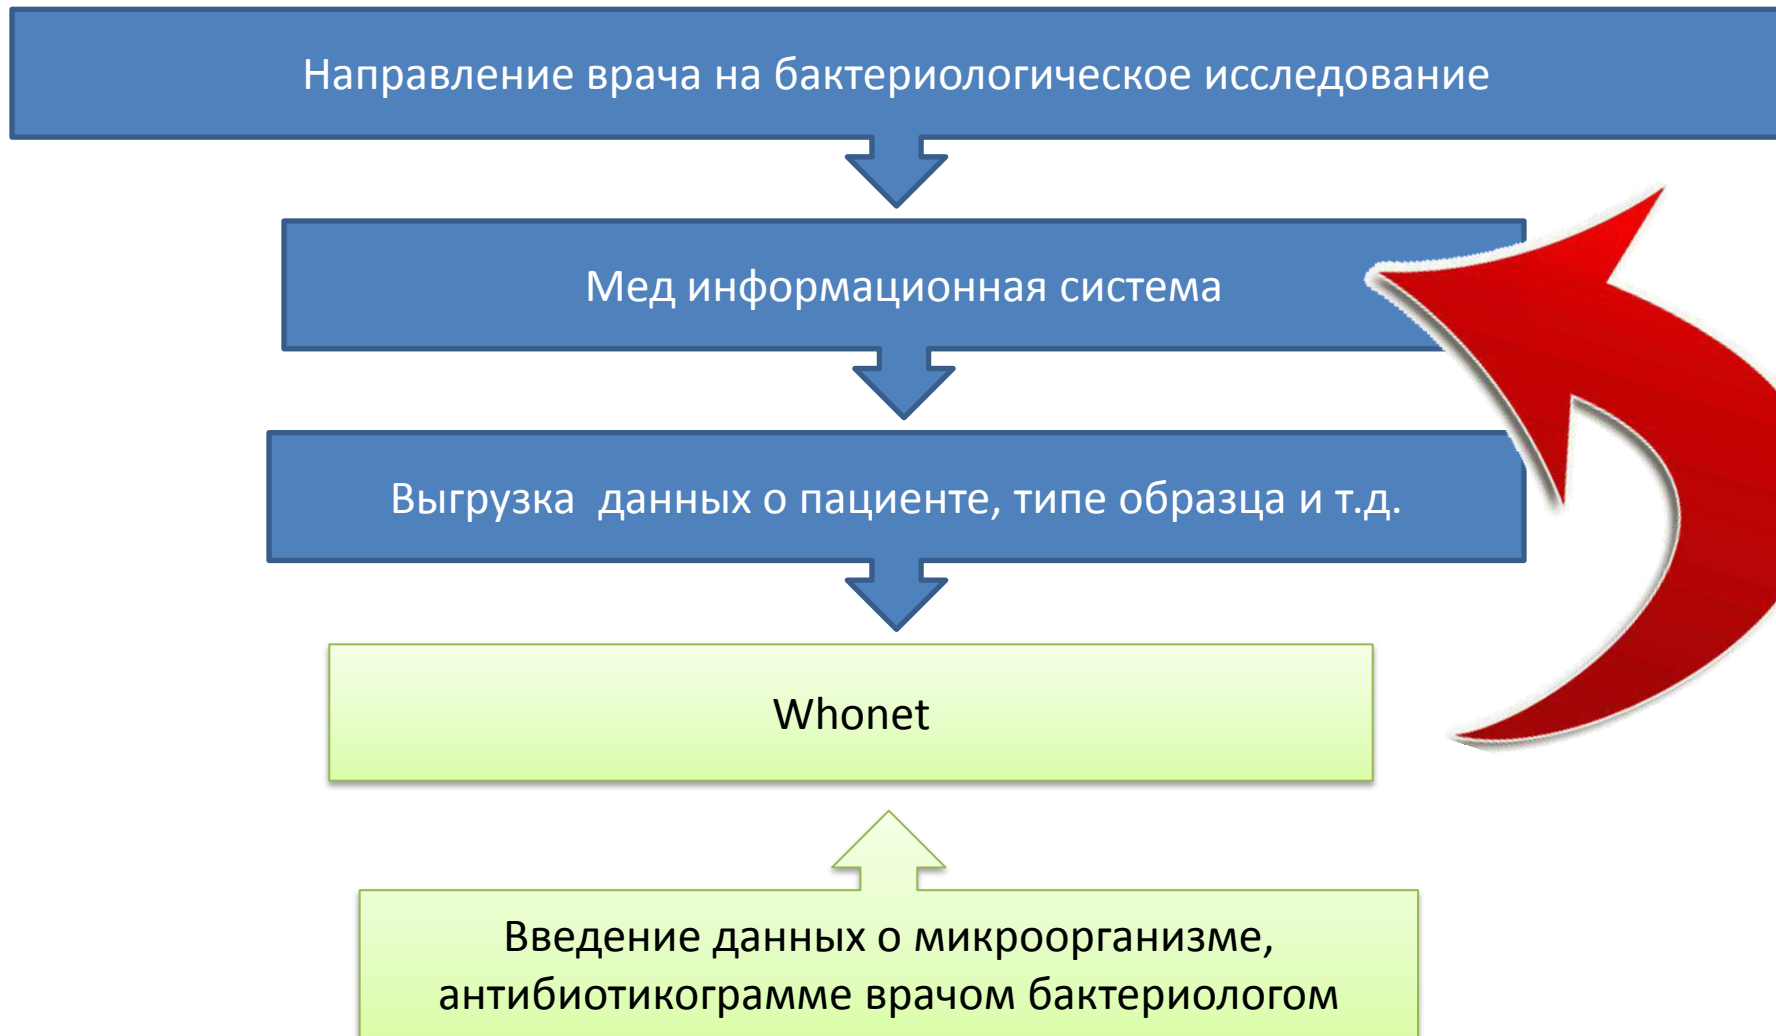 Направление врача на бактериологическое исследование
Мед информационная система
Выгрузка  данных о пациенте, типе образца и т.д.
Whonet
Введение данных о микроорганизме,
антибиотикограмме врачом бактериологом